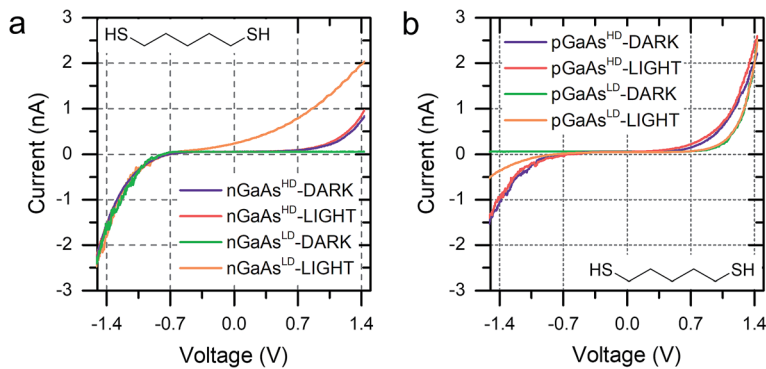 a
HS
SH
3
2
1
0
-1
-2
-3
Current (nA)
nGaAsᴴᴰ-DARK
nGaAsᴴᴰ-LIGHT
nGaAsᴸᴰ-DARK
nGaAsᴸᴰ-LIGHT
-1.4 -0.7 0.0 0.7 1.4
Voltage (V)
b
3
2
1
0
-1
-2
-3
Current (nA)
pGaAsᴴᴰ-DARK
pGaAsᴴᴰ-LIGHT
pGaAsᴸᴰ-DARK
pGaAsᴸᴰ-LIGHT
HS
SH
-1.4 -0.7 0.0 0.7 1.4
Voltage (V)